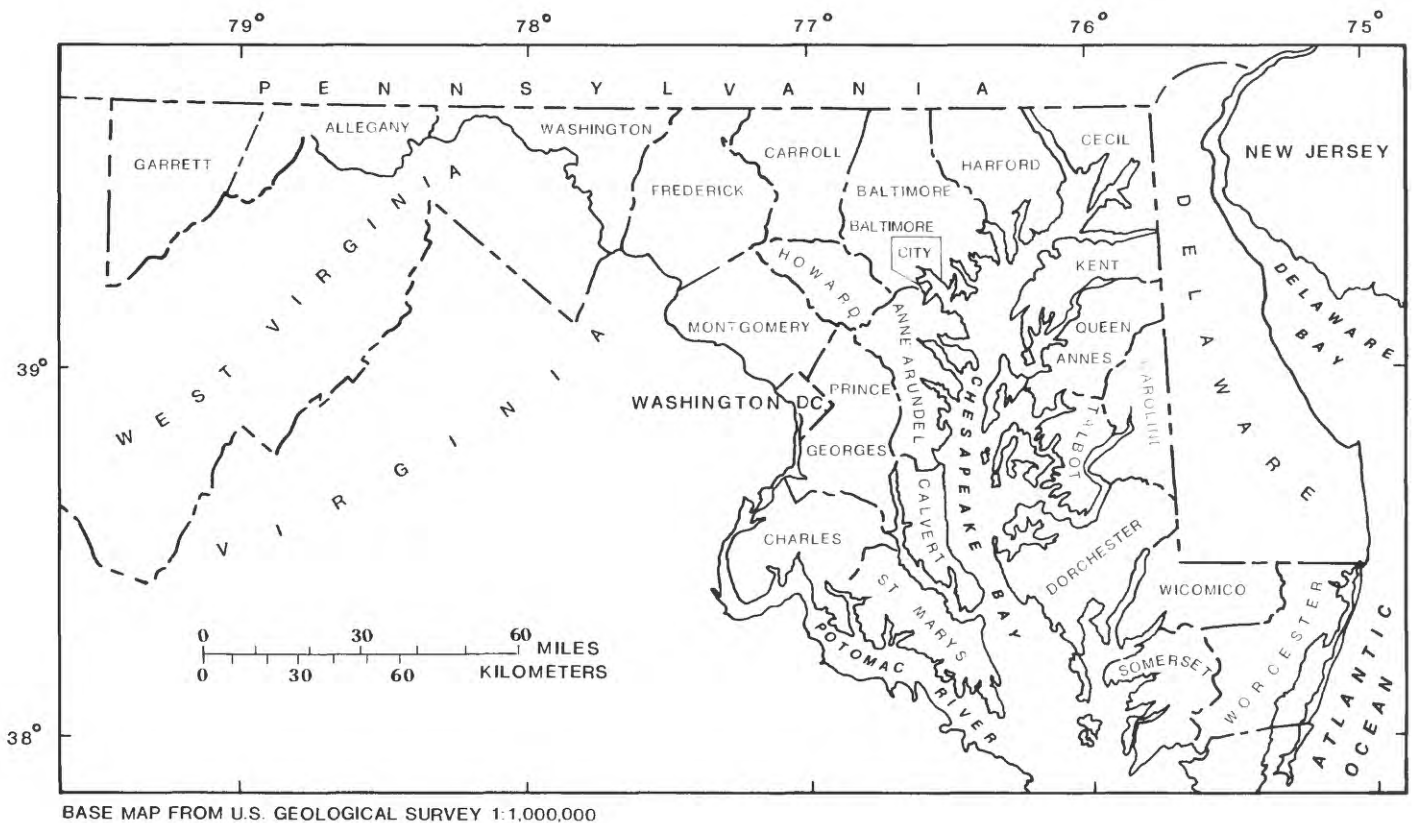 79°
78°
77°
76°
75°
PENNSYLVANIA
ALLEGANY
WASHINGTON
GARRETT
FREDERICK
CARROLL
BALTIMORE
HARFORD
CECIL
NEW JERSEY
BALTIMORE
CITY
HOWARD
KENT
DELAWARE
DELAWARE
BAY
WEST VIRGINA
VIRGINIA
MONTGOMERY
ANNE ARUNDEL
QUEEN
ANNES
39°
WASHINGTON DC
PRINCE
GEORGES
CHESAPEAKE
BAY
TALBOT
CAROLINE
CALVERT
CHARLES
ST MARYS
DORCHESTER
WICOMICO
WORCESTER
SOMERSET
POTOMAC
RIVER
ATLANTIC
OCEAN
0 30 60
MILES
0 30 60
KILOMETERS
38°
BASE MAP FROM U.S. GEOLOGICAL SURVEY 1:1,000,000